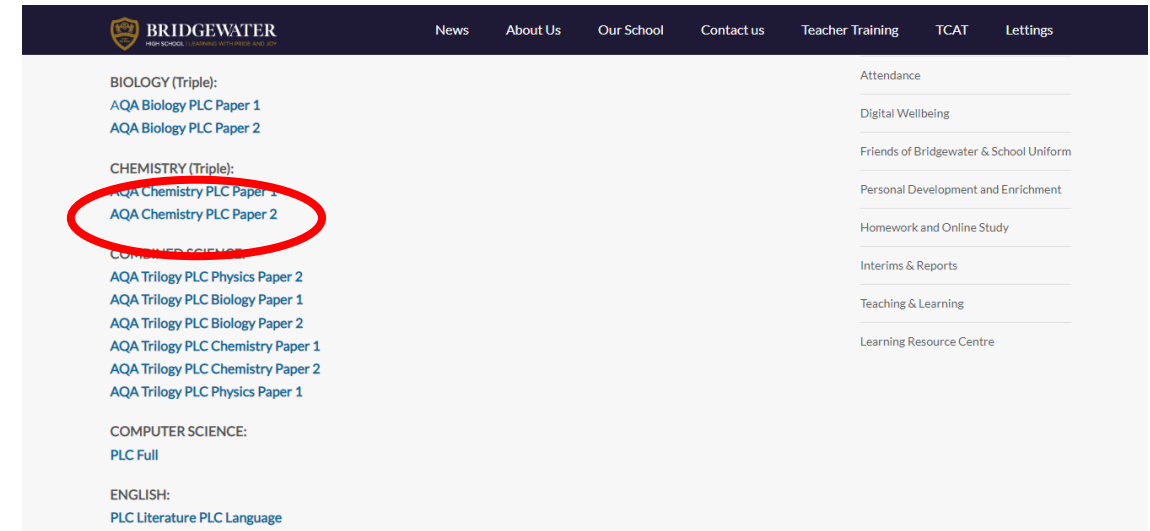 BRIDGEWATER
HIGH SCHOOL | LEARNING WITH PRIDE AND JOY
News About Us Our School Contact us Teacher Training TCAT Lettings
BIOLOGY (Triple):
AQA Biology PLC Paper 1
AQA Biology PLC Paper 2
CHEMISTRY (Triple):
AQA Chemistry PLC Paper 1
AQA Chemistry PLC Paper 2
COMBINED SCIENCE:
AQA Trilogy PLC Physics Paper 2
AQA Trilogy PLC Biology Paper 1
AQA Trilogy PLC Biology Paper 2
AQA Trilogy PLC Chemistry Paper 1
AQA Trilogy PLC Chemistry Paper 2
AQA Trilogy PLC Physics Paper 1
COMPUTER SCIENCE:
PLC Full
ENGLISH:
PLC Literature PLC Language
Attendance
Digital Wellbeing
Friends of Bridgewater & School Uniform
Personal Development and Enrichment
Homework and Online Study
Interims & Reports
Teaching & Learning
Learning Resource Centre